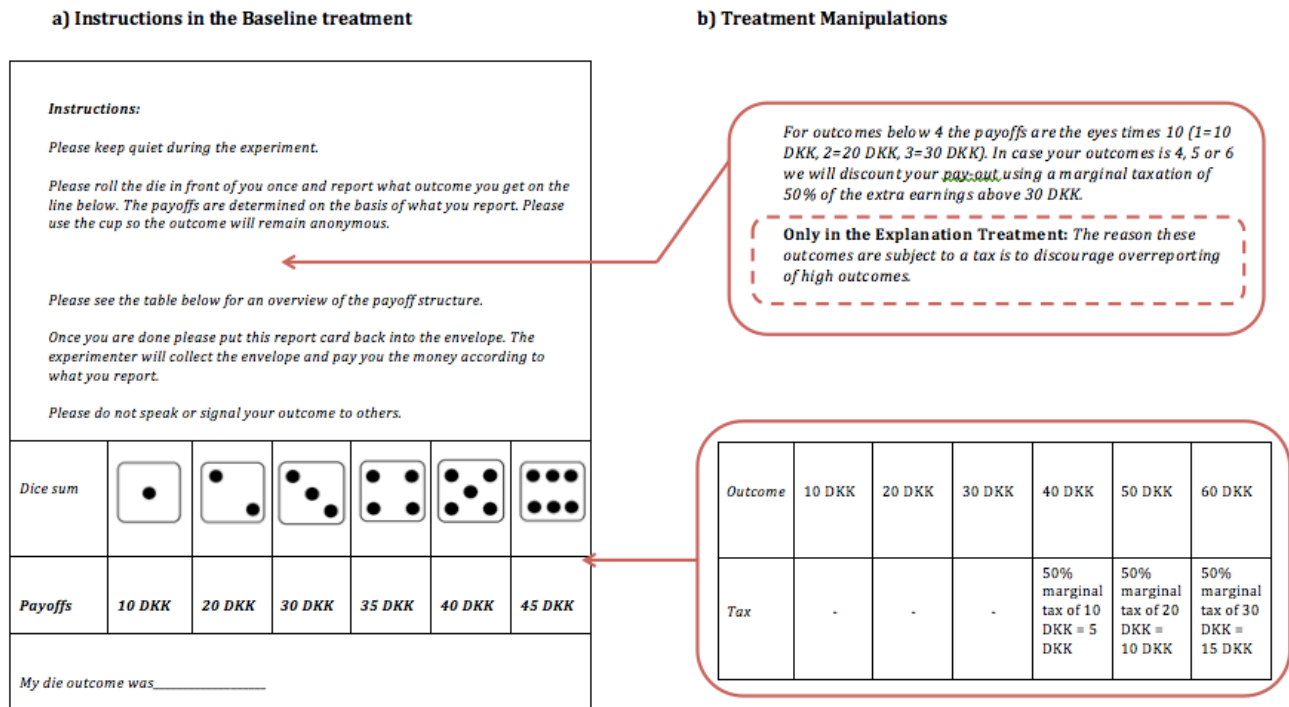 a) Instructions in the Baseline treatment
Instructions:
Please keep quiet during the experiment.
Please roll the die in front of you once and report what outcome you get on the
line below. The payoffs are determined on the basis of what you report. Please
use the cup so the outcome will remain anonymous.
Please see the table below for an overview of the payoff structure.
Once you are done please put this report card back into the envelope. The
experimenter will collect the envelope and pay you the money according to
what you report.
Please do not speak or signal your outcome to others.
Dice sum
Payoffs 10 DKK 20 DKK 30 DKK 35 DKK 40 DKK 45 DKK
My die outcome was__________________
b) Treatment Manipulations
For outcomes below 4 the payoffs are the eyes times 10 (1=10
DKK, 2=20 DKK, 3=30 DKK). In case your outcomes is 4, 5 or 6
we will discount your pay-out using a marginal taxation of
50% of the extra earnings above 30 DKK.
Only in the Explanation Treatment: The reason these
outcomes are subject to a tax is to discourage overreporting
of high outcomes.
Outcome 10 DKK 20 DKK 30 DKK 40 DKK 50 DKK 60 DKK
50% 50% 50%
marginal marginal marginal
Tax - - - tax of 10 tax of 20 tax of 30
DKK = 5 DKK = DKK =
DKK 10 DKK 15 DKK